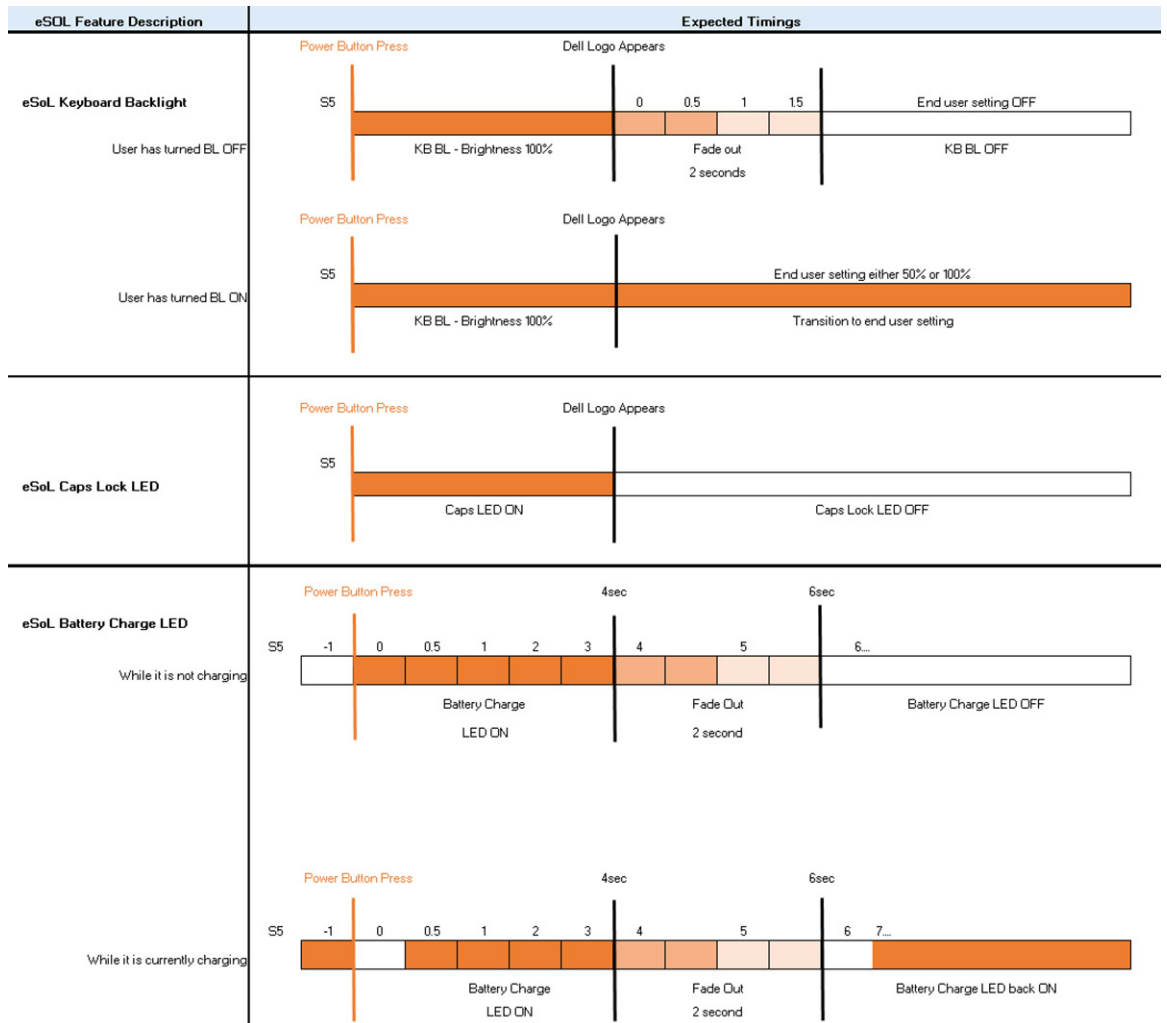 eSOL Feature Description Expected Timings
Power Button Press Dell Logo Appears
eSoL Keyboard Backlight S5 0 0.5 1 1.5 End user setting OFF
User has turned BL OFF KB BL - Brightness 100% Fade out KB BL OFF
2 seconds
Power Button Press Dell Logo Appears
S5 End user setting either 50% or 100%
User has turned BL ON
KB BL - Brightness 100% Transition to end user setting
Power Button Press Dell Logo Appears
S5
eSoL Caps Lock LED
Caps LED ON Caps Lock LED OFF
Power Button Press 4sec 6sec
eSoL Battery Charge LED
S5 -1 0 0.5 1 2 3 4 5 6...
While it is not charging
Battery Charge Fade Out Battery Charge LED OFF
LED ON 2 second
Power Button Press 4sec 6sec
S5 -1 0 0.5 1 2 3 4 5 6 7....
While it is currently charging
Battery Charge Fade Out Battery Charge LED back ON
LED ON 2 second